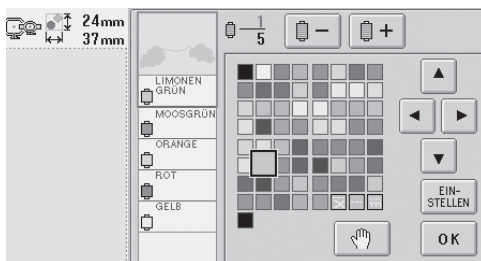 24mm
37mm
1
5
−
+
LIMONEN
GRÜN
MOOSGRÜN
ORANGE
ROT
GELB
EIN-
STELLEN
OK